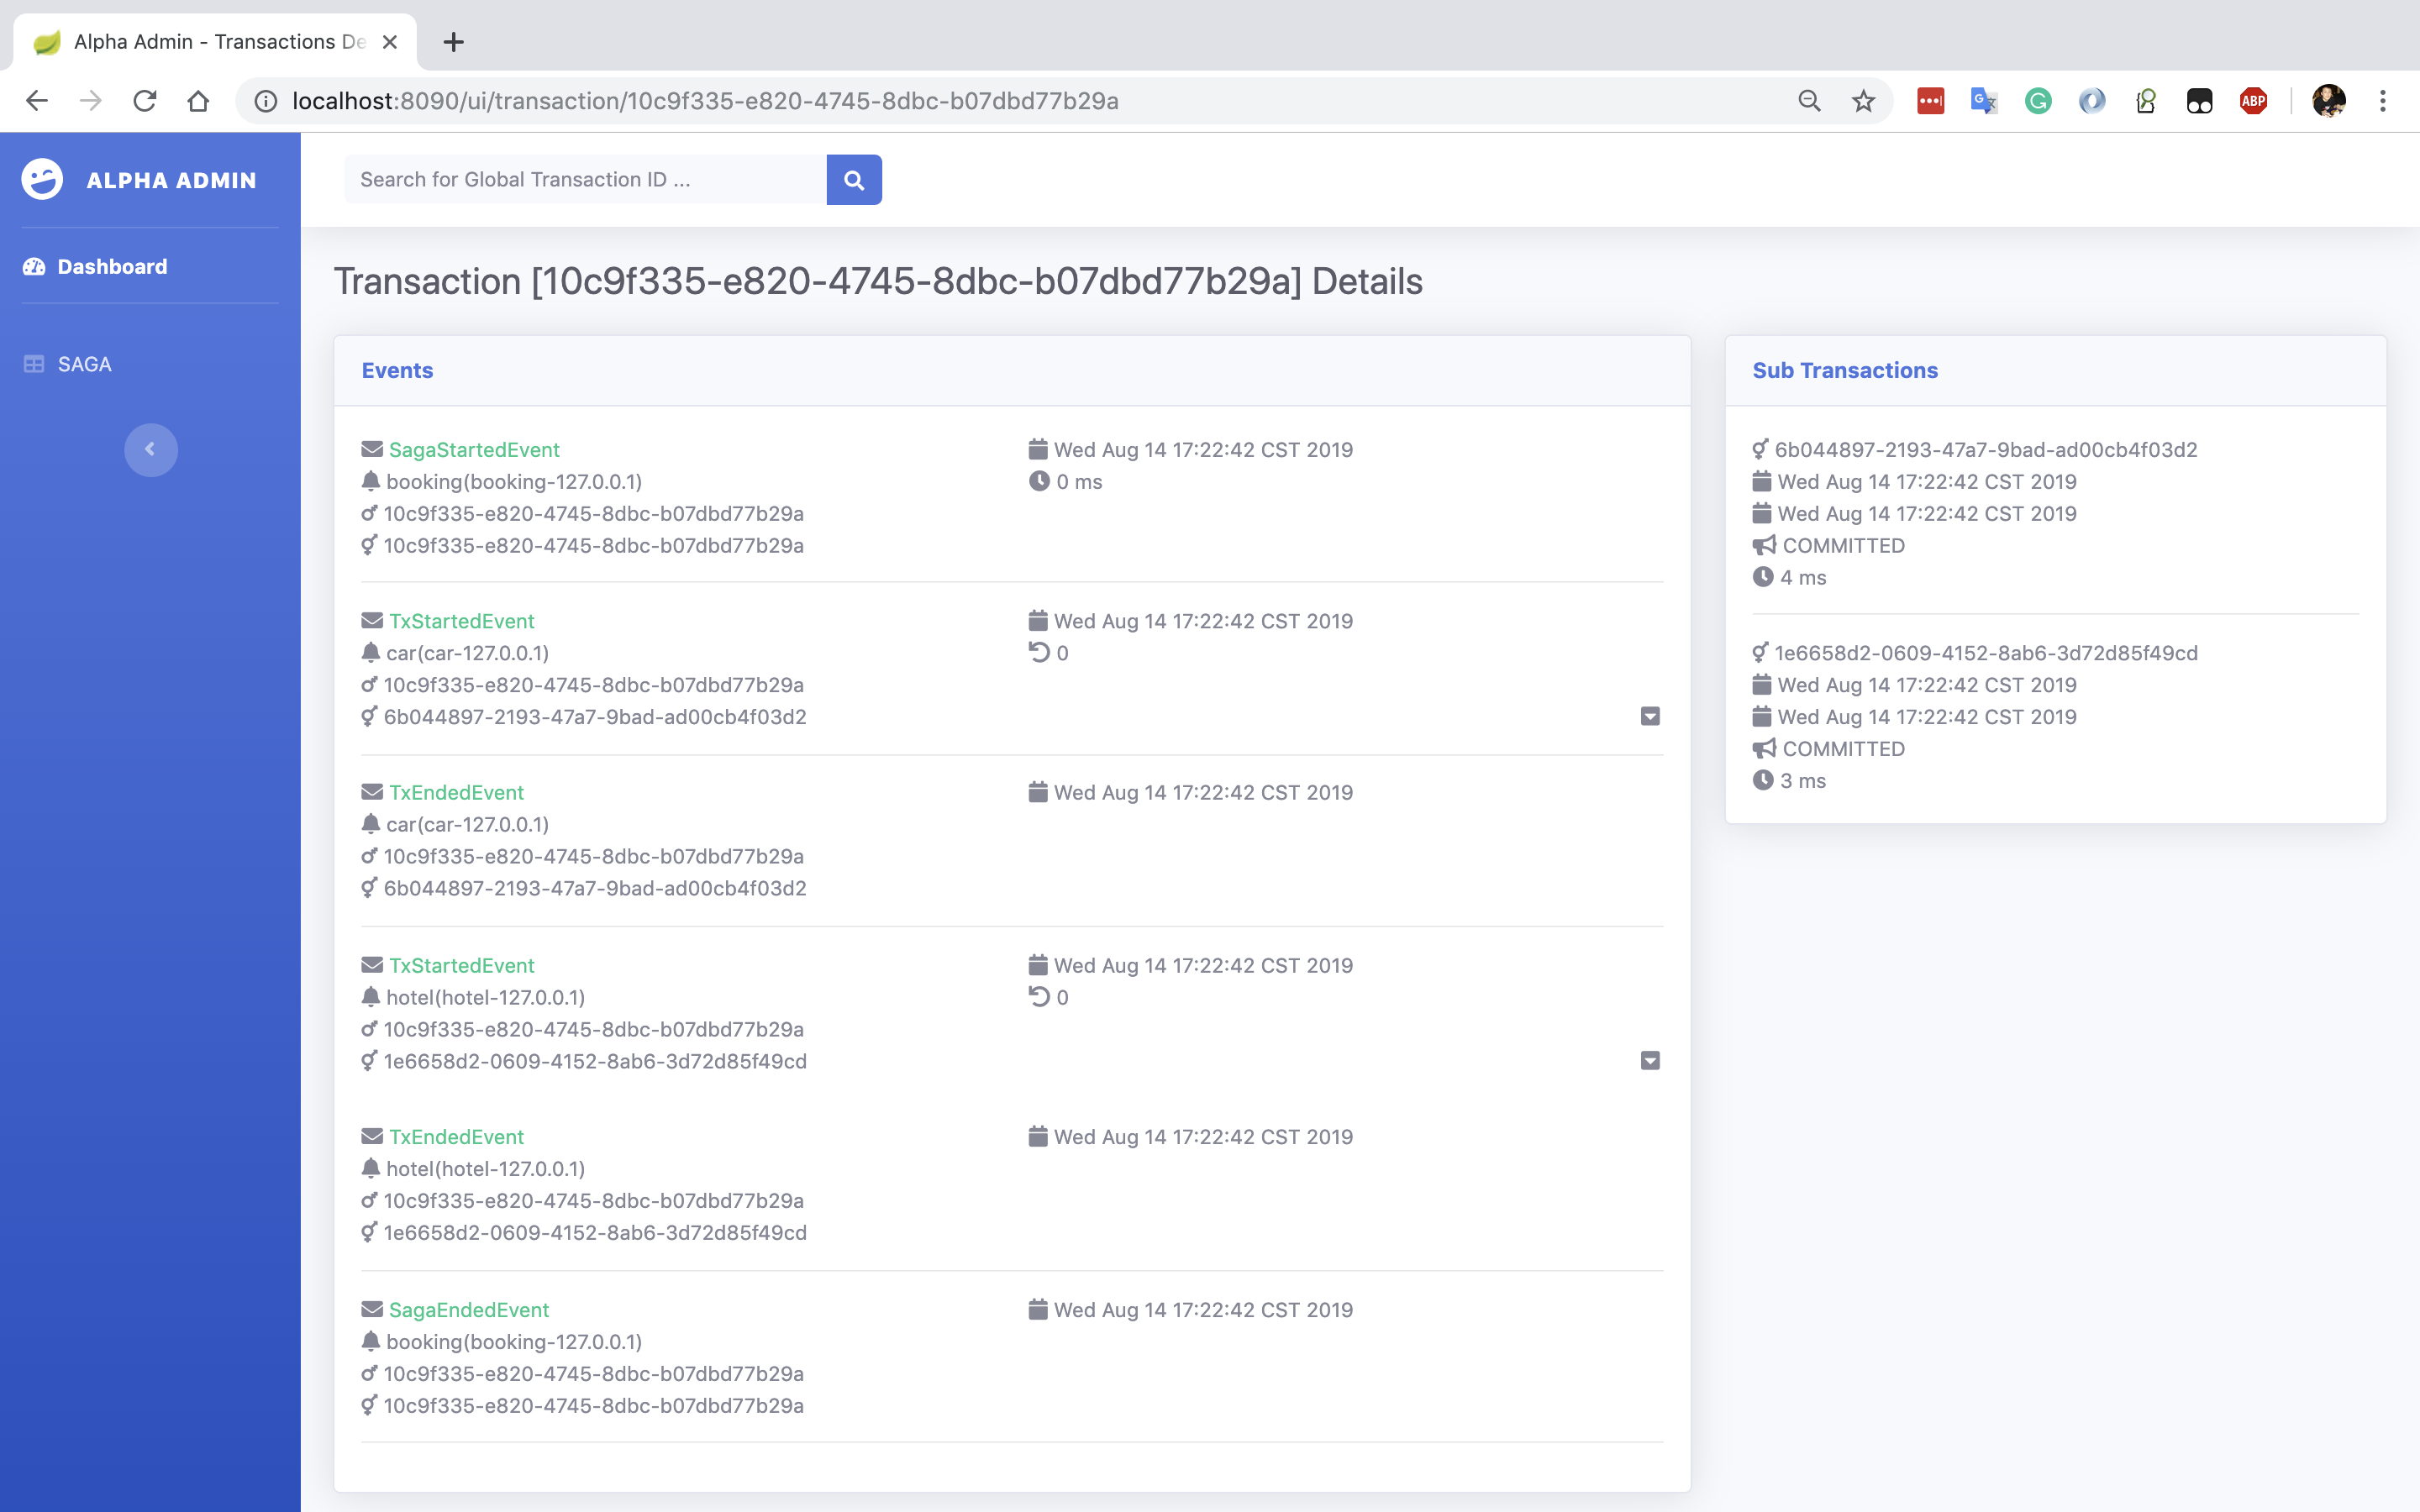 Alpha Admin - Transactions De
localhost:8090/ui/transaction/10c9f335-e820-4745-8dbc-b07dbd77b29a
ABP
ALPHA ADMIN
Search for Global Transaction ID ...
Dashboard
SAGA
Transaction [10c9f335-e820-4745-8dbc-b07dbd77b29a] Details
Events
SagaStartedEvent
Wed Aug 14 17:22:42 CST 2019
booking(booking-127.0.0.1)
0 ms
10c9f335-e820-4745-8dbc-b07dbd77b29a
10c9f335-e820-4745-8dbc-b07dbd77b29a
TxStartedEvent
Wed Aug 14 17:22:42 CST 2019
car(car-127.0.0.1)
0
10c9f335-e820-4745-8dbc-b07dbd77b29a
6b044897-2193-47a7-9bad-ad00cb4f03d2
TxEndedEvent
Wed Aug 14 17:22:42 CST 2019
car(car-127.0.0.1)
10c9f335-e820-4745-8dbc-b07dbd77b29a
6b044897-2193-47a7-9bad-ad00cb4f03d2
TxStartedEvent
Wed Aug 14 17:22:42 CST 2019
hotel(hotel-127.0.0.1)
0
10c9f335-e820-4745-8dbc-b07dbd77b29a
1e6658d2-0609-4152-8ab6-3d72d85f49cd
TxEndedEvent
Wed Aug 14 17:22:42 CST 2019
hotel(hotel-127.0.0.1)
10c9f335-e820-4745-8dbc-b07dbd77b29a
1e6658d2-0609-4152-8ab6-3d72d85f49cd
SagaEndedEvent
Wed Aug 14 17:22:42 CST 2019
booking(booking-127.0.0.1)
10c9f335-e820-4745-8dbc-b07dbd77b29a
10c9f335-e820-4745-8dbc-b07dbd77b29a
Sub Transactions
6b044897-2193-47a7-9bad-ad00cb4f03d2
Wed Aug 14 17:22:42 CST 2019
Wed Aug 14 17:22:42 CST 2019
COMMITTED
4 ms
1e6658d2-0609-4152-8ab6-3d72d85f49cd
Wed Aug 14 17:22:42 CST 2019
Wed Aug 14 17:22:42 CST 2019
COMMITTED
3 ms